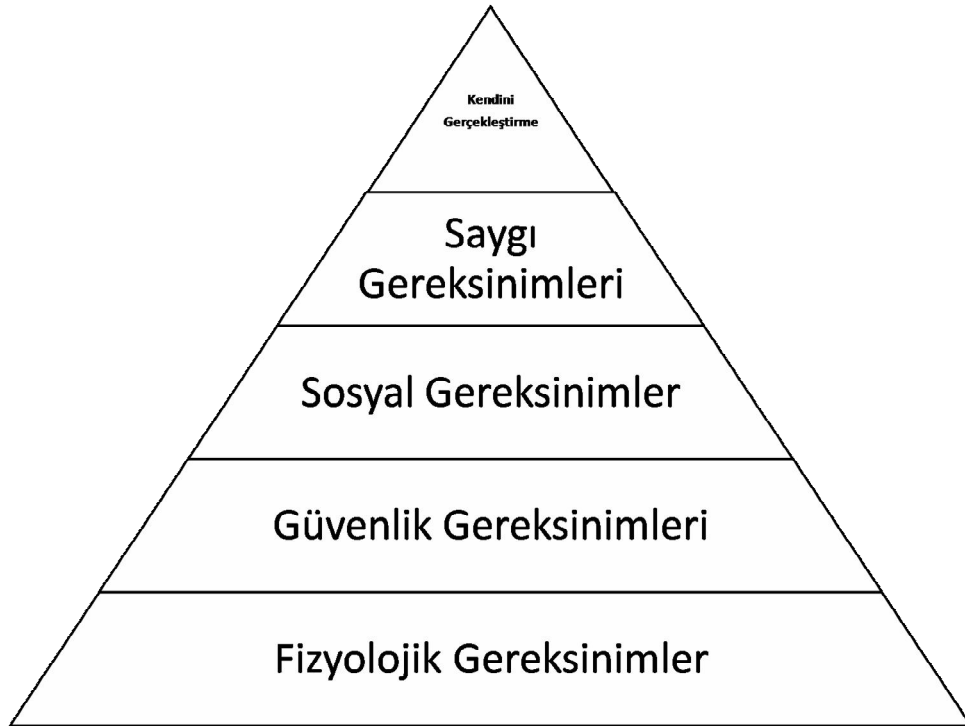 Kendini
Gerçekleştirme
Saygı
Gereksinimleri
Sosyal Gereksinimler
Güvenlik Gereksinimleri
Fizyolojik Gereksinimler